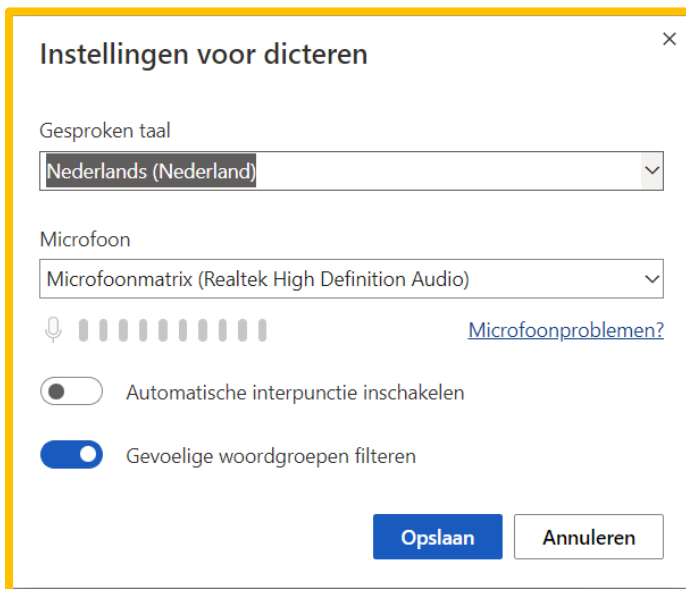 Instellingen voor dicteren
Gesproken taal
Nederlands (Nederland)
Microfoon
Microfoonmatrix (Realtek High Definition Audio)
Microfoonproblemen?
Automatische interpunctie inschakelen
Gevoelige woordgroepen filteren
Opslaan Annuleren